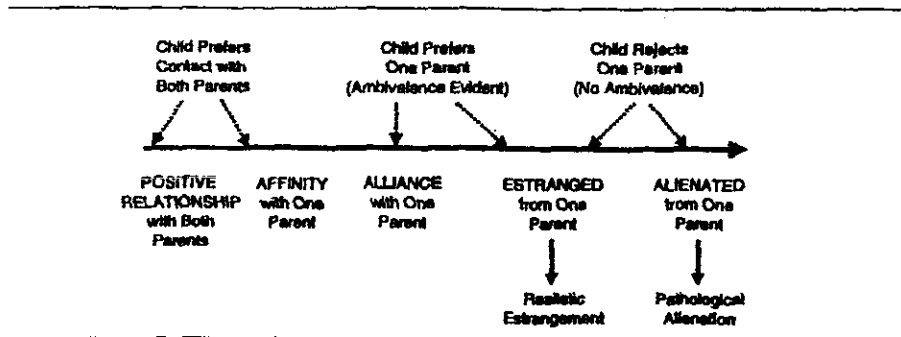 Child Prefers
Contact with
Both Parents
Child Prefers
One Parent
(Ambivalence Evident)
Child Rejects
One Parent
(No Ambivalence)
POSITIVE
RELATIONSHIP
with Both
Parents
AFFINITY
with One
Parent
ALLIANCE
with One
Parent
ESTRANGED
from One
Parent
ALIENATED
from One
Parent
Realistic
Estrangement
Pathological
Alienation